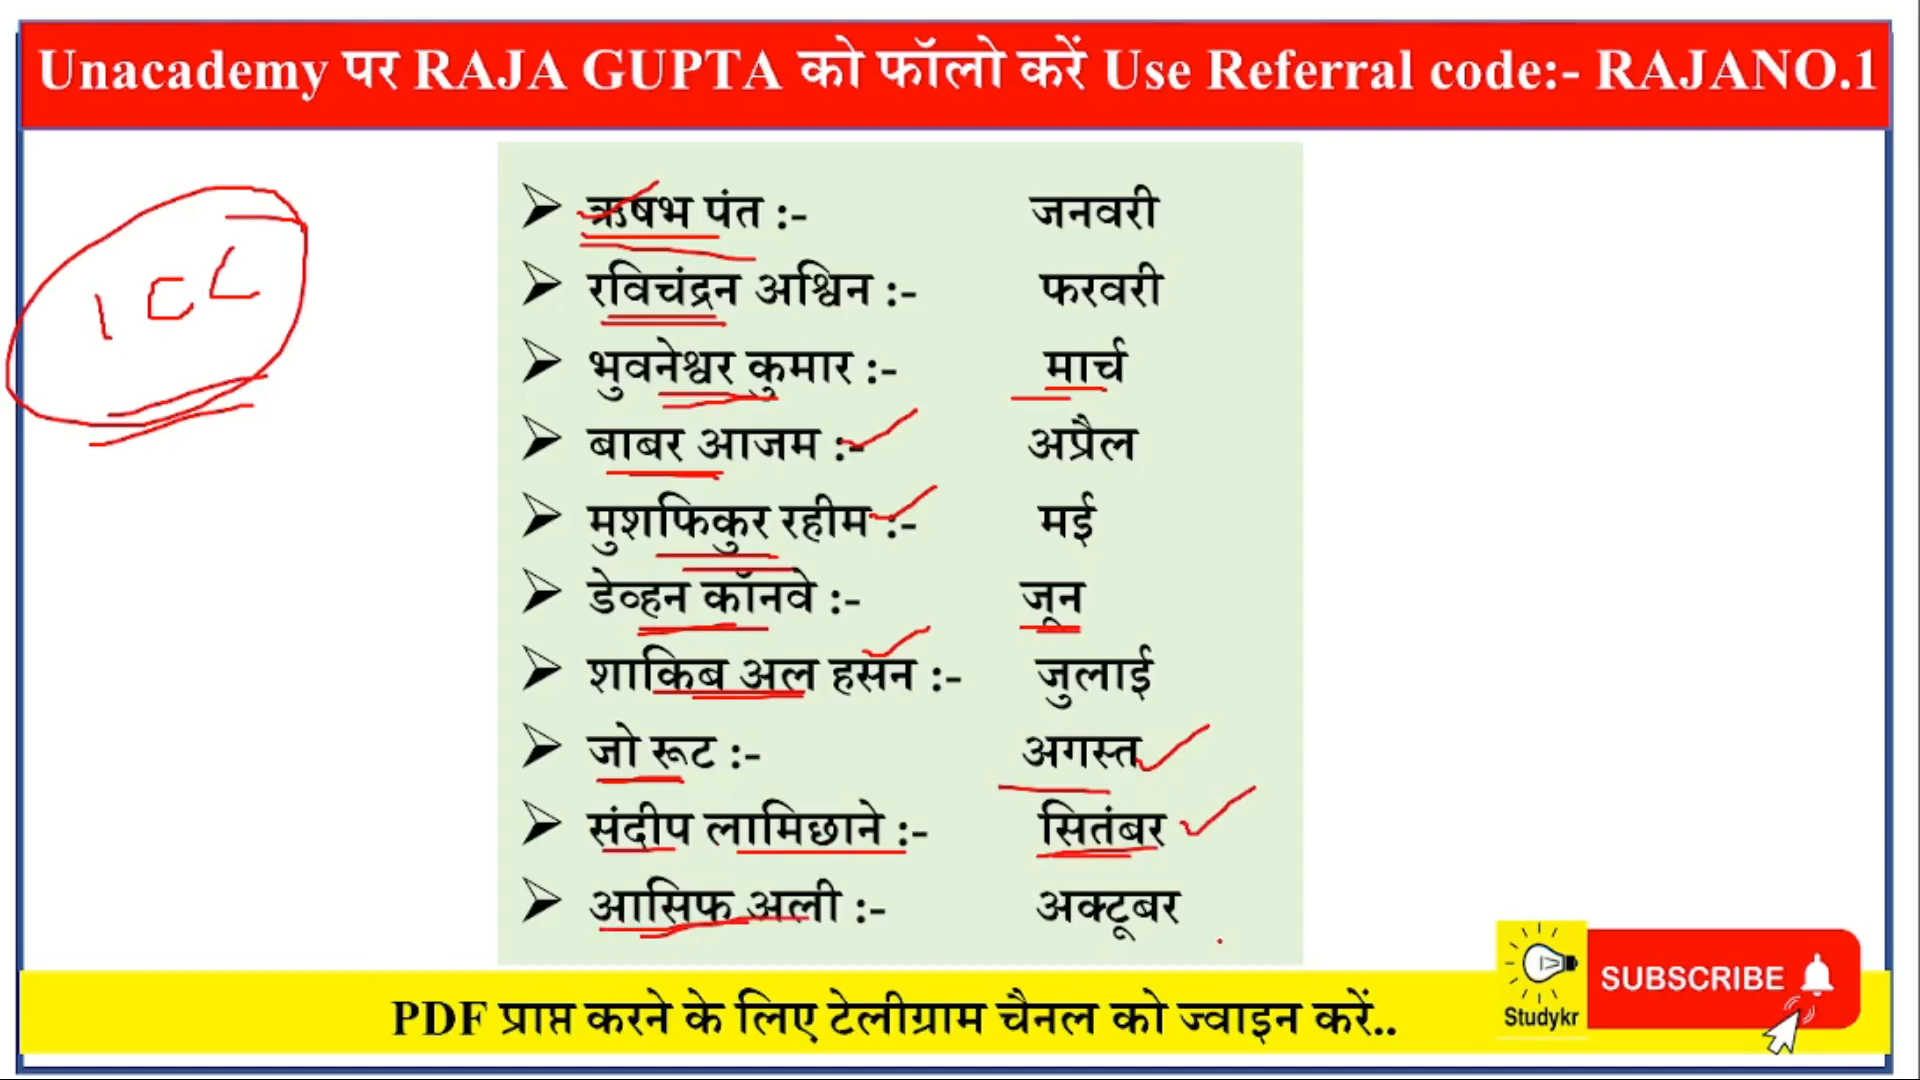 Unacademy पर RAJA GUPTA को फॉलो करें Use Referral code:- RAJANO.1
ICC
ऋषभ पंत :- जनवरी
रविचंद्रन अश्विन :- फरवरी
भुवनेश्वर कुमार :- मार्च
बाबर आजम :- अप्रैल
मुशफिकुर रहीम :- मई
डेव्हन कॉनवे :- जून
शाकिब अल हसन :- जुलाई
जो रूट :- अगस्त
संदीप लामिछाने :- सितंबर
आसिफ अली :- अक्टूबर
SUBSCRIBE
Studykr
PDF प्राप्त करने के लिए टेलीग्राम चैनल को ज्वाइन करें..